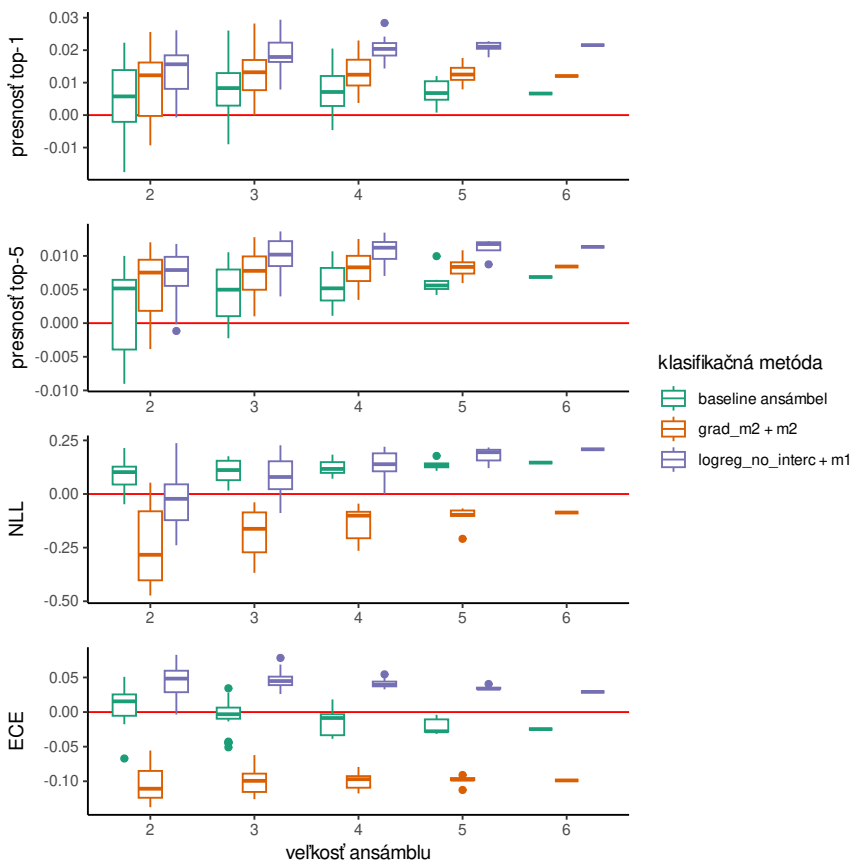 presnosť top-1
0.03
0.02
0.01
0.00
-0.01
2 3 4 5 6
presnosť top-5
0.010
0.005
0.000
-0.005
-0.010
2 3 4 5 6
NLL
0.25
0.00
-0.25
-0.50
2 3 4 5 6
ECE
0.05
0.00
-0.05
-0.10
2 3 4 5 6
veľkosť ansámblu
klasifikačná metóda
baseline ansámbel
grad_m2 + m2
logreg_no_interc + m1